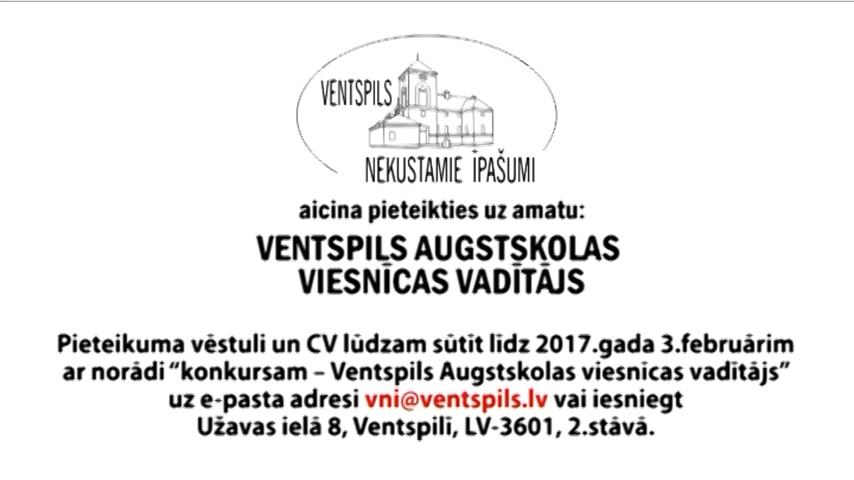 VENTSPILS
NEKUSTAMIE ĪPAŠUMI
aicina pieteikties uz amatu:
VENTSPILS AUGSTSKOLAS
VIESNĪCAS VADĪTĀJS
Pieteikuma vēstuli un CV lūdzam sūtīt līdz 2017.gada 3.februārim
ar norādi “konkursam – Ventspils Augstskolas viesnīcas vadītājs”
uz e-pasta adresi vni@ventspils.lv vai iesniegt
Užavas ielā 8, Ventspilī, LV-3601, 2.stāvā.